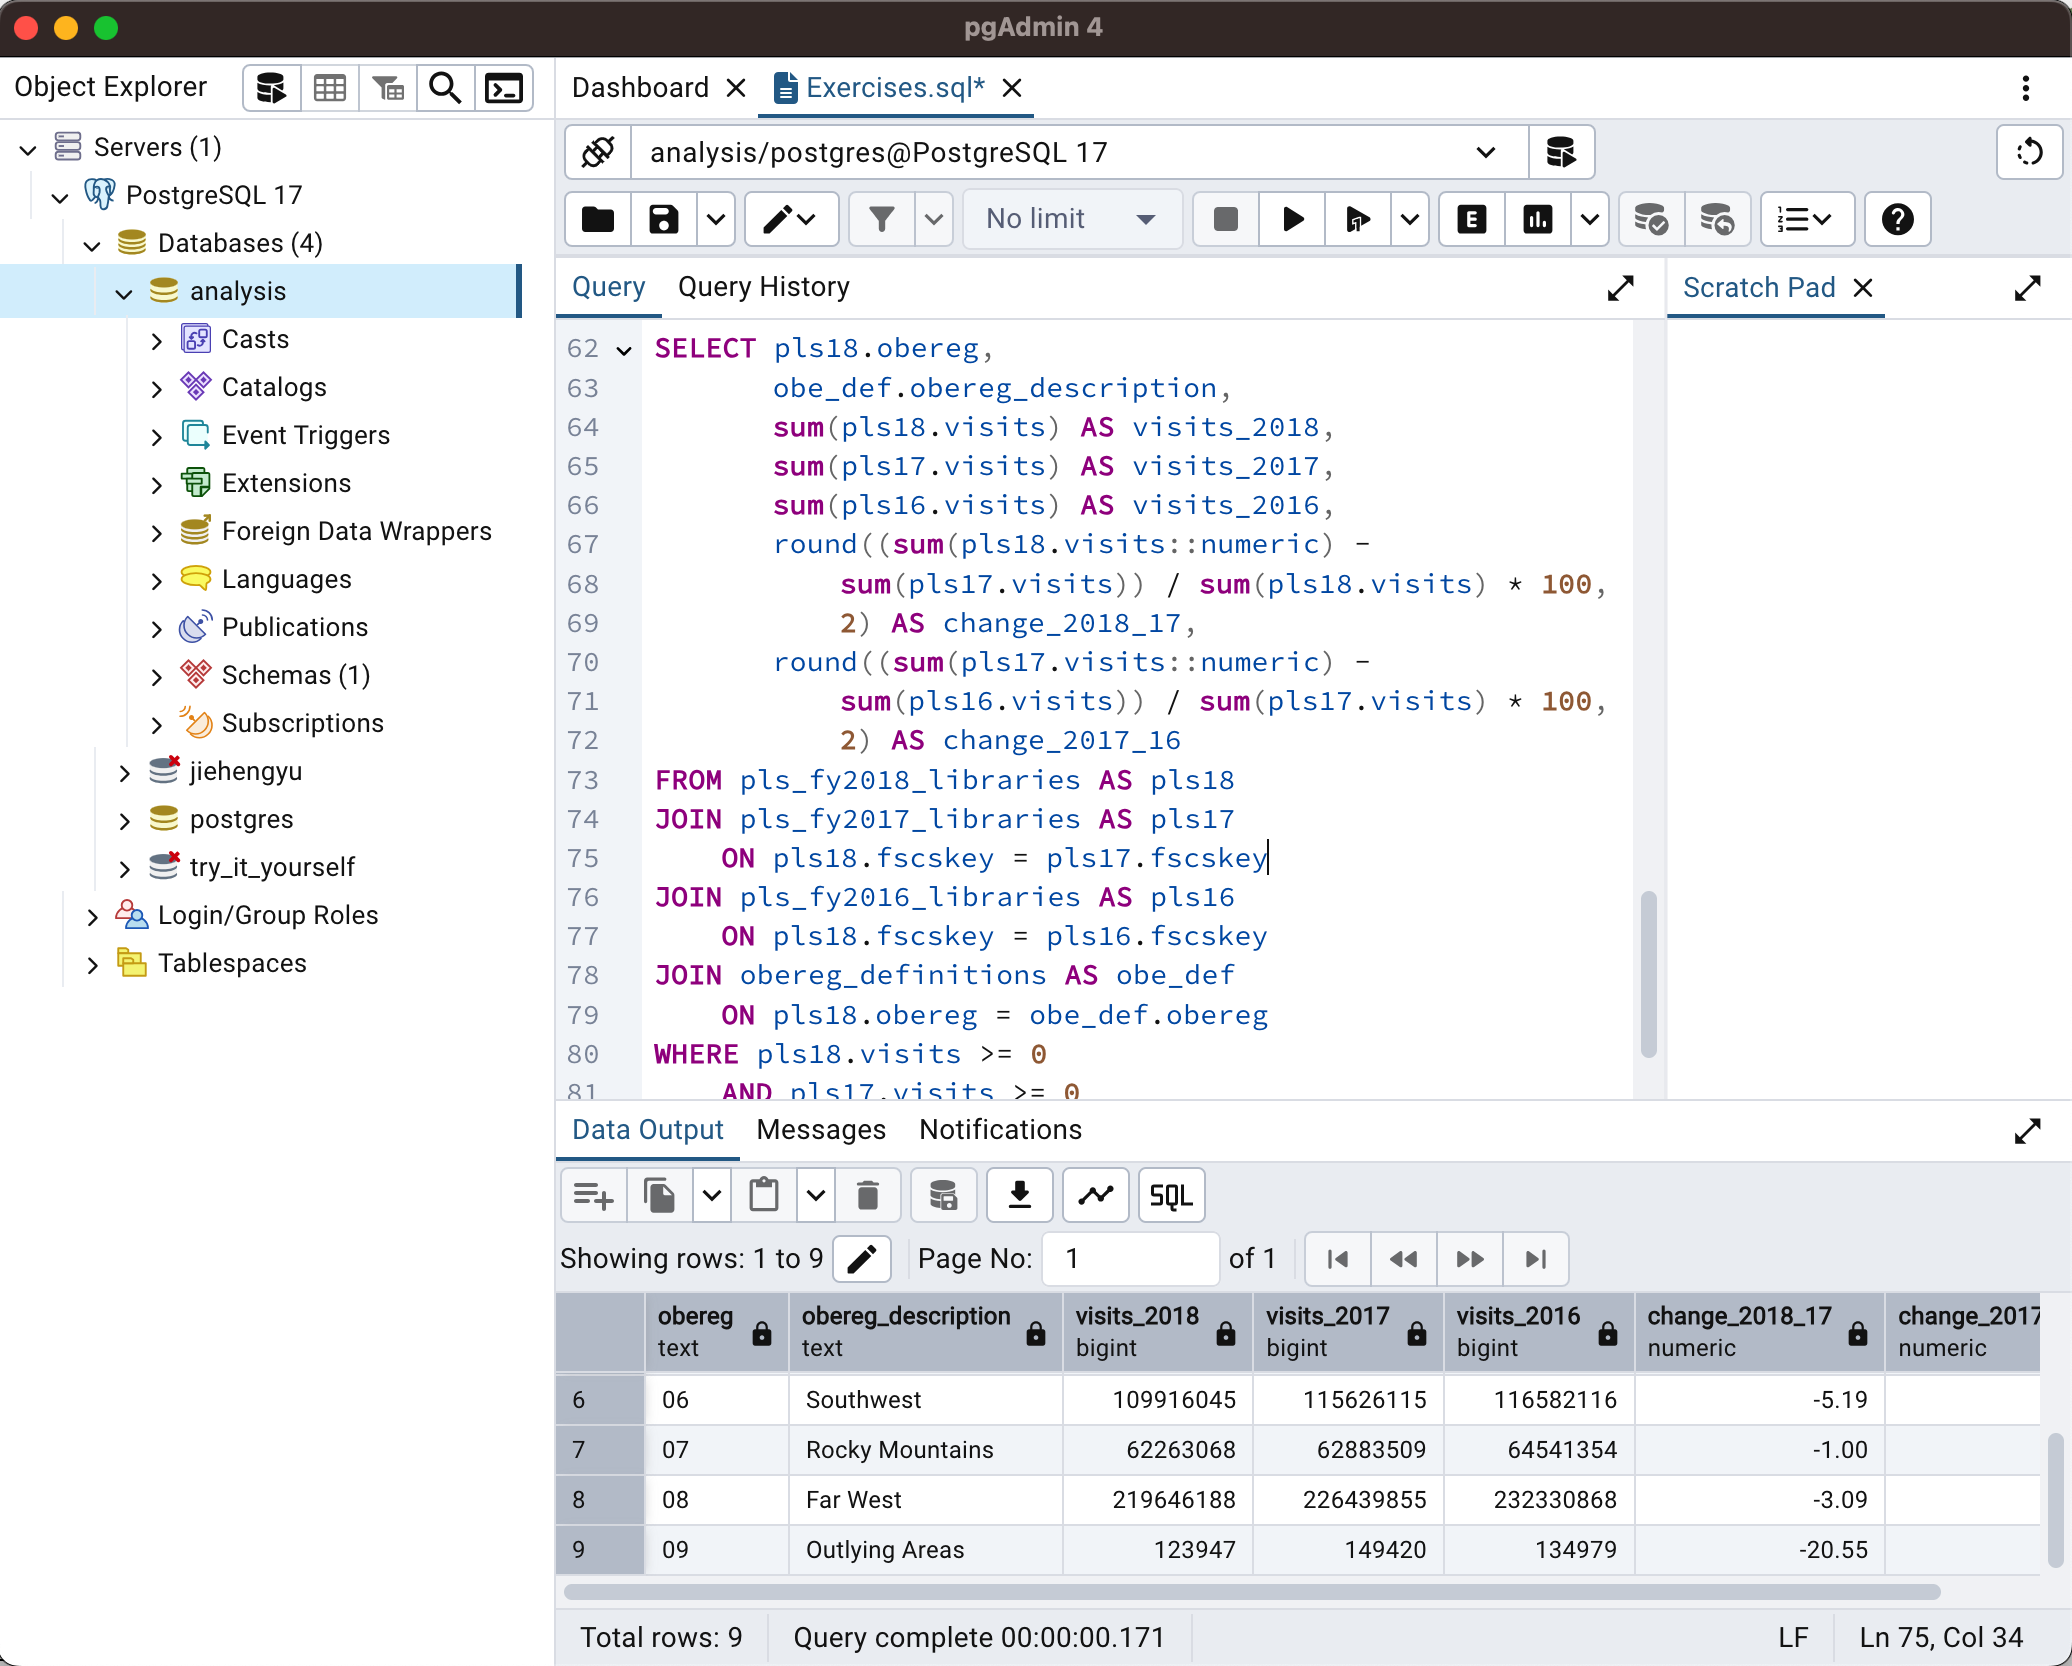 pgAdmin 4
Object Explorer
Servers (1)
PostgreSQL 17
Databases (4)
analysis
Casts
Catalogs
Event Triggers
Extensions
Foreign Data Wrappers
Languages
Publications
Schemas (1)
Subscriptions
jiehengyu
postgres
try_it_yourself
Login/Group Roles
Tablespaces
Dashboard
Exercises.sql*
analysis/postgres@PostgreSQL 17
No limit
E
Query
Query History
Scratch Pad
62 SELECT pls18.obereg,
63 obe_def.obereg_description,
64 sum(pls18.visits) AS visits_2018,
65 sum(pls17.visits) AS visits_2017,
66 sum(pls16.visits) AS visits_2016,
67 round((sum(pls18.visits::numeric) -
68 sum(pls17.visits)) / sum(pls18.visits) * 100,
69 2) AS change_2018_17,
70 round((sum(pls17.visits::numeric) -
71 sum(pls16.visits)) / sum(pls17.visits) * 100,
72 2) AS change_2017_16
73 FROM pls_fy2018_libraries AS pls18
74 JOIN pls_fy2017_libraries AS pls17
75 ON pls18.fscskey = pls17.fscskey
76 JOIN pls_fy2016_libraries AS pls16
77 ON pls18.fscskey = pls16.fscskey
78 JOIN obereg_definitions AS obe_def
79 ON pls18.obereg = obe_def.obereg
80 WHERE pls18.visits >= 0
81 AND pls17.visits >= 0
Data Output
Messages
Notifications
SQL
Showing rows: 1 to 9
Page No: 1 of 1
obereg obereg_description visits_2018 visits_2017 visits_2016 change_2018_17 change_2017
text text bigint bigint bigint numeric numeric
6 06 Southwest 109916045 115626115 116582116 -5.19
7 07 Rocky Mountains 62263068 62883509 64541354 -1.00
8 08 Far West 219646188 226439855 232330868 -3.09
9 09 Outlying Areas 123947 149420 134979 -20.55
Total rows: 9
Query complete 00:00:00.171
LF
Ln 75, Col 34